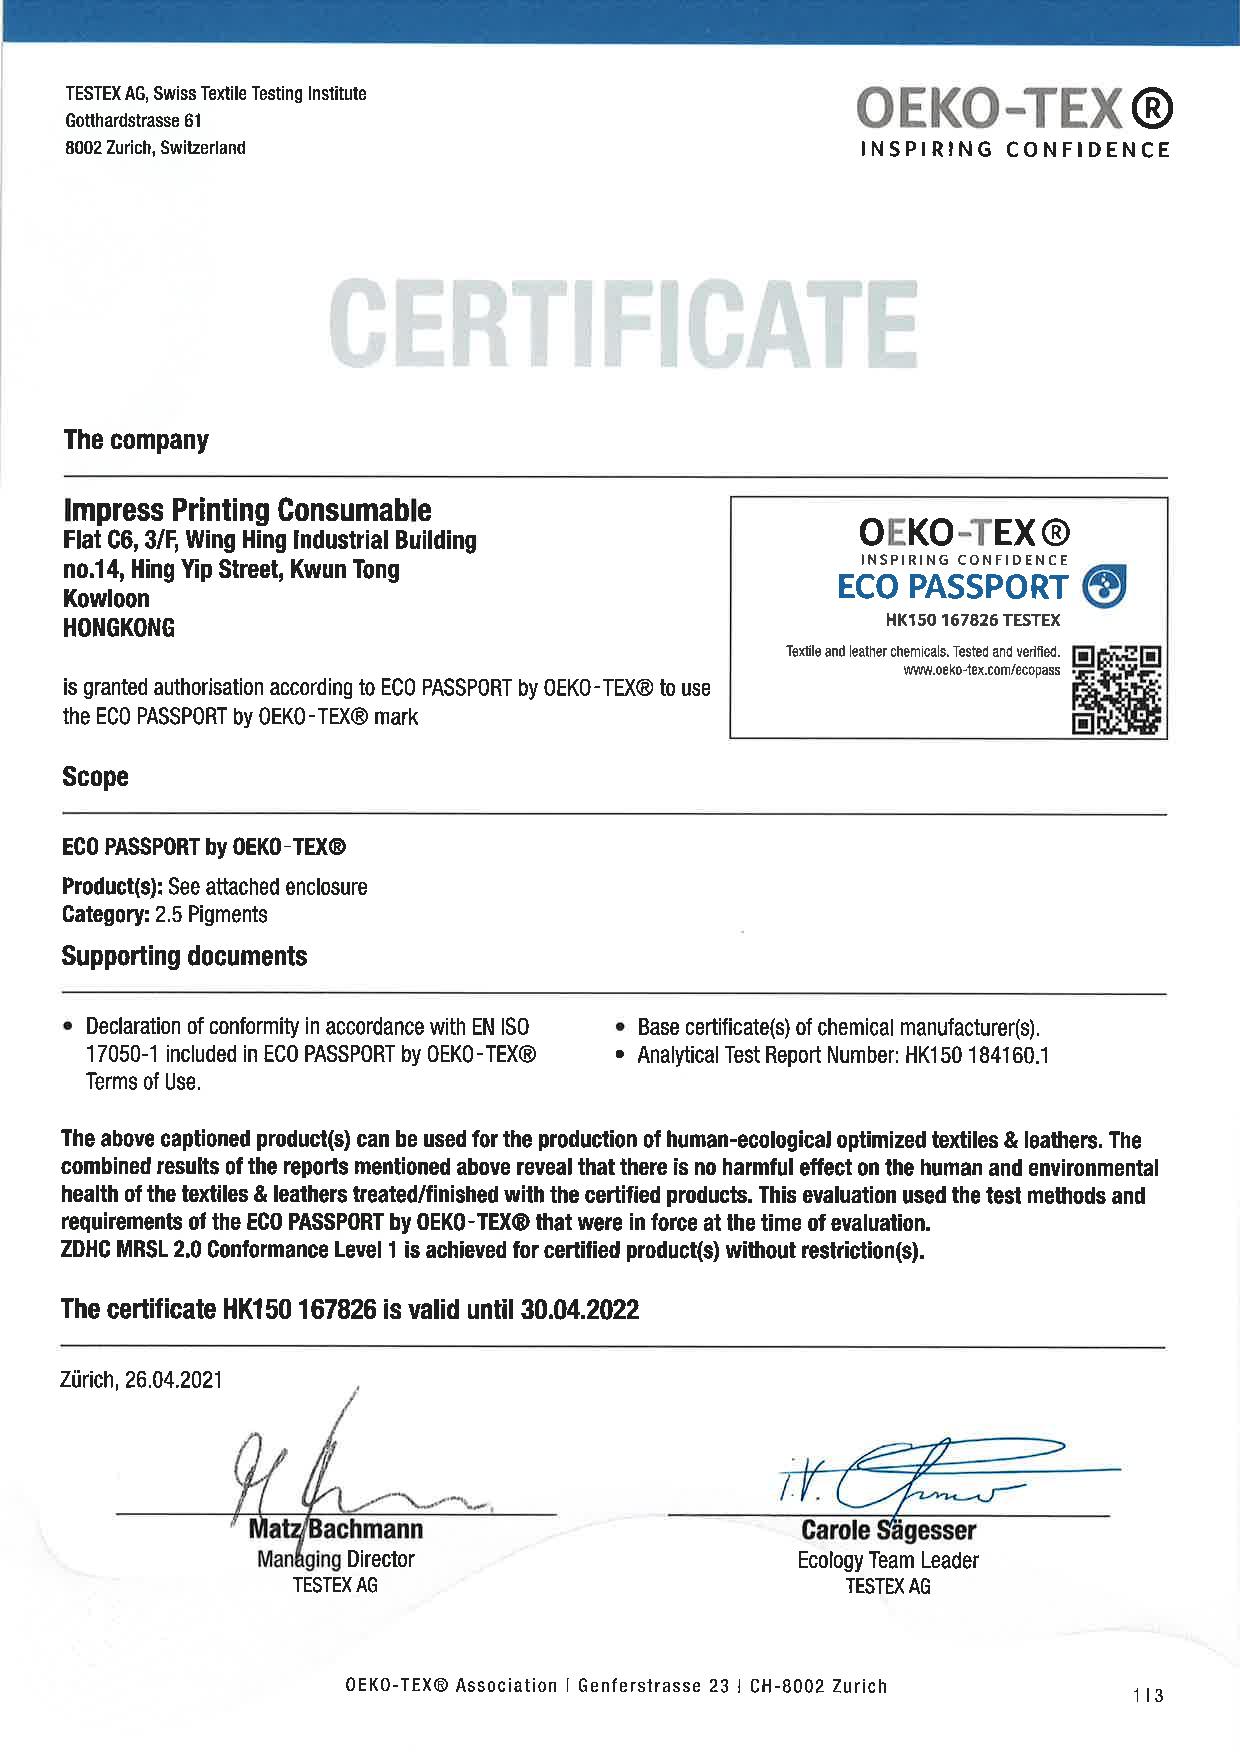 TESTEX AG, Swiss Textile Testing Institute
Gotthardstrasse 61
8002 Zurich, Switzerland
OEKO-TEX®
INSPIRING CONFIDENCE
CERTIFICATE
The company
Impress Printing Consumable
Flat C6, 3/F, Wing Hing Industrial Building
no.14, Hing Yip Street, Kwun Tong
Kowloon
HONGKONG
is granted authorisation according to ECO PASSPORT by OEKO-TEX® to use
the ECO PASSPORT by OEKO-TEX® mark
OEKO-TEX®
INSPIRING CONFIDENCE
ECO PASSPORT
HK150 167826 TESTEX
Textile and leather chemicals. Tested and verified.
www.oeko-tex.com/ecopass
Scope
ECO PASSPORT by OEKO-TEX®
Product(s): See attached enclosure
Category: 2.5 Pigments
Supporting documents
• Declaration of conformity in accordance with EN ISO
17050-1 included in ECO PASSPORT by OEKO-TEX®
Terms of Use.
• Base certificate(s) of chemical manufacturer(s).
• Analytical Test Report Number: HK150 184160.1
The above captioned product(s) can be used for the production of human-ecological optimized textiles & leathers. The
combined results of the reports mentioned above reveal that there is no harmful effect on the human and environmental
health of the textiles & leathers treated/finished with the certified products. This evaluation used the test methods and
requirements of the ECO PASSPORT by OEKO-TEX® that were in force at the time of evaluation.
ZDHC MRSL 2.0 Conformance Level 1 is achieved for certified product(s) without restriction(s).
The certificate HK150 167826 is valid until 30.04.2022
Zürich, 26.04.2021
i.V.
Matz Bachmann
Managing Director
TESTEX AG
Carole Sägesser
Ecology Team Leader
TESTEX AG
OEKO-TEX® Association | Genferstrasse 23 | CH-8002 Zurich
1 | 3